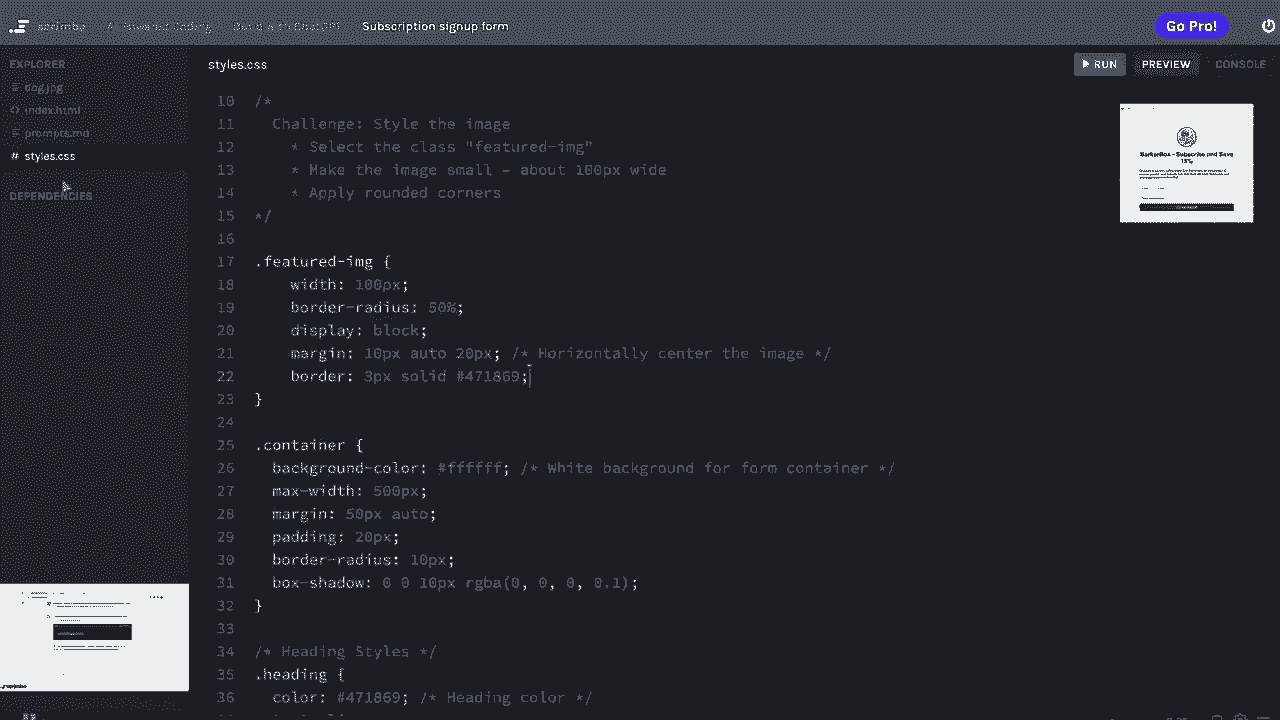 scrimba AI Powered Coding Build with ChatGPT Subscription signup form Go Pro!
EXPLORER
dog.jpg
index.html
prompts.md
# styles.css
DEPENDENCIES
styles.css RUN PREVIEW CONSOLE
10 /*
11 Challenge: Style the image
12 * Select the class "featured-img"
13 * Make the image small - about 100px wide
14 * Apply rounded corners
15 */
16
17 .featured-img {
18 width: 100px;
19 border-radius: 50%;
20 display: block;
21 margin: 10px auto 20px; /* Horizontally center the image */
22 border: 3px solid #471869;
23 }
24
25 .container {
26 background-color: #ffffff; /* White background for form container */
27 max-width: 500px;
28 margin: 50px auto;
29 padding: 20px;
30 border-radius: 10px;
31 box-shadow: 0 0 10px rgba(0, 0, 0, 0.1);
32 }
33
34 /* Heading Styles */
35 .heading {
36 color: #471869; /* Heading color */
BarkerBox - Subscribe and Save
15%